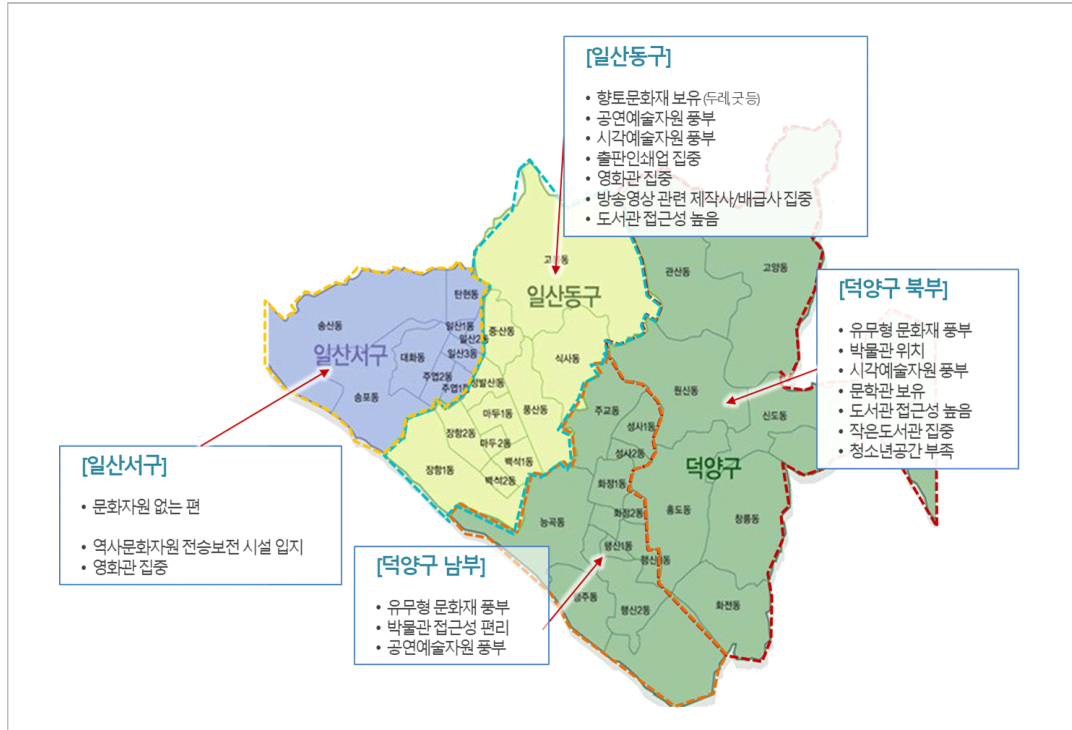 [일산동구]
• 향토문화재 보유 (두레,굿 등)
• 공연예술자원 풍부
• 시각예술자원 풍부
• 출판인쇄업 집중
• 영화관 집중
• 방송영상 관련 제작사/배급사 집중
• 도서관 접근성 높음
[덕양구 북부]
• 유무형 문화재 풍부
• 박물관 위치
• 시각예술자원 풍부
• 문학관 보유
• 도서관 접근성 높음
• 작은도서관 집중
• 청소년공간 부족
[일산서구]
• 문화자원 없는 편
• 역사문화자원 전승보전 시설 입지
• 영화관 집중
[덕양구 남부]
• 유무형 문화재 풍부
• 박물관 접근성 편리
• 공연예술자원 풍부
일산서구
송산동
탄현동
일산1동
일산2동
일산3동
대화동
주엽2동
주엽1동
송포동
일산동구
중산동
식사동
정발산동
풍산동
마두1동
마두2동
장항2동
장항1동
백석1동
백석2동
덕양구
관산동
고양동
원신동
신도동
주교동
성사1동
성사2동
화정1동
화정2동
능곡동
행신1동
행신2동
흥도동
창릉동
화전동